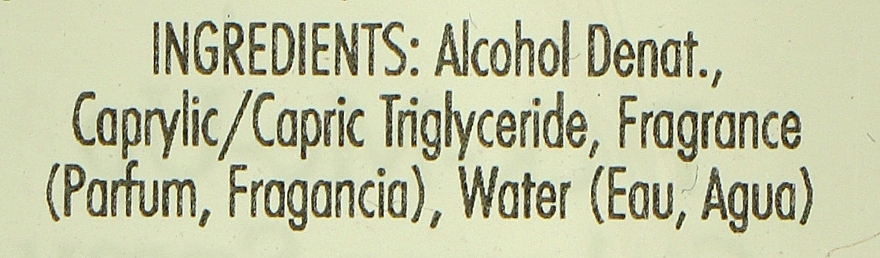 INGREDIENTS: Alcohol Denat.,
Caprylic/Capric Triglyceride, Fragrance
(Parfum, Fragancia), Water (Eau, Agua)